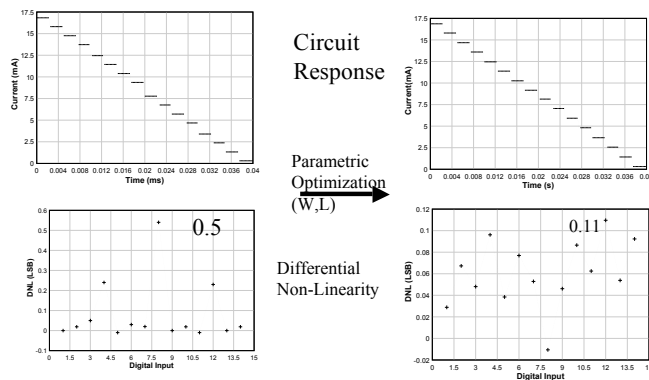 17.5
15
12.5
10
7.5
5
2.5
0
Current (mA)
0 0.004 0.008 0.012 0.016 0.02 0.024 0.028 0.032 0.036 0.04
Time (ms)
Circuit
Response
17.5
15
12.5
10
7.5
5
2.5
0
Current(mA)
0 0.004 0.008 0.012 0.016 0.02 0.024 0.028 0.032 0.036
Time (s)
Parametric
Optimization
(W,L)
0.6
0.5
0.4
0.3
0.2
0.1
0
-0.1
DNL (LSB)
0.5
0 1.5 3 4.5 6 7.5 9 10.5 12 13.5 15
Digital Input
Differential
Non-Linearity
0.12
0.1
0.08
0.06
0.04
0.02
0
-0.02
DNL (LSB)
0.11
0 1.5 3 4.5 6 7.5 9 10.5 12 13.5
Digital Input